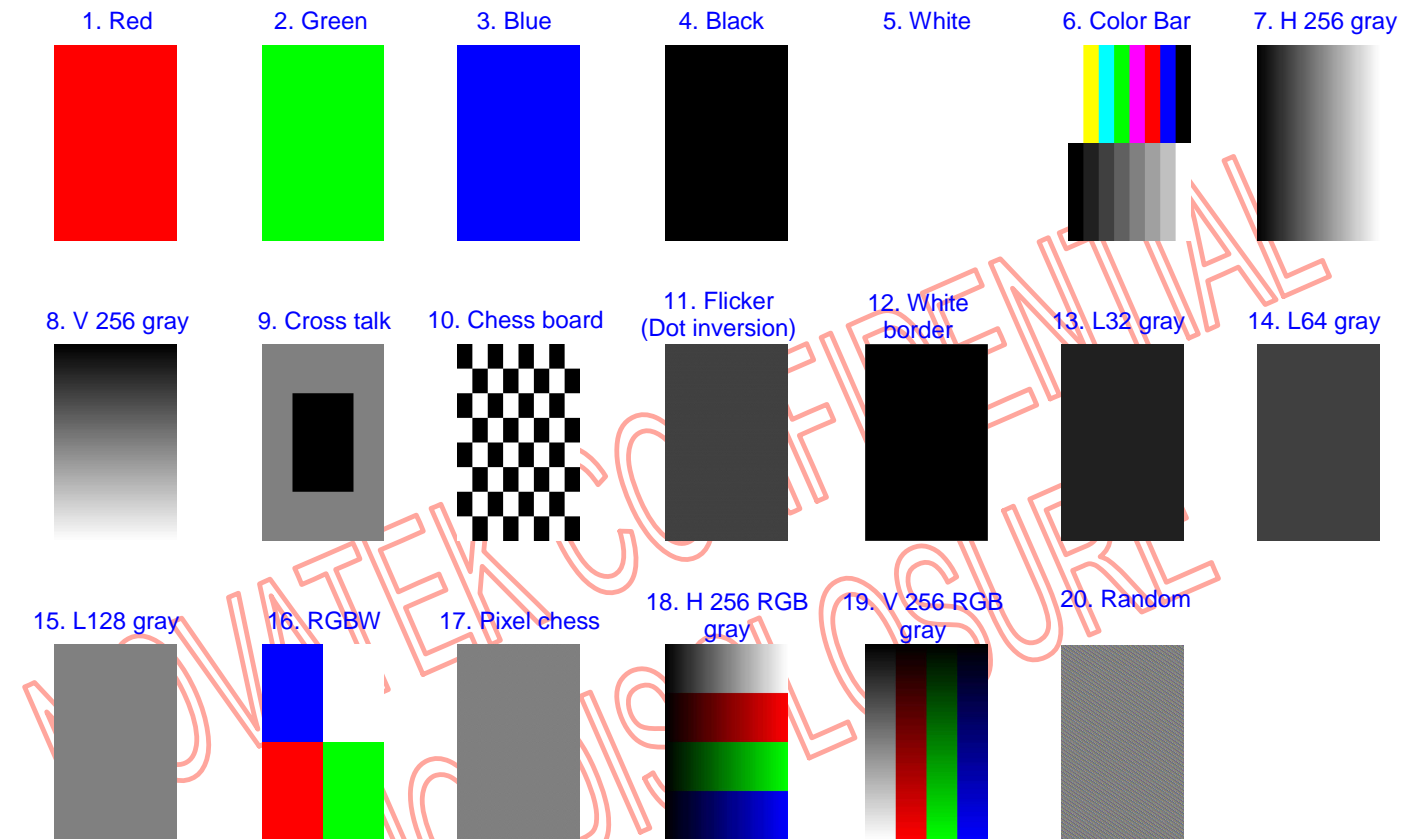 1. Red
2. Green
3. Blue
4. Black
5. White
6. Color Bar
7. H 256 gray
8. V 256 gray
9. Cross talk
10. Chess board
11. Flicker
(Dot inversion)
12. White
border
13. L32 gray
14. L64 gray
15. L128 gray
16. RGBW
17. Pixel chess
18. H 256 RGB
gray
19. V 256 RGB
gray
20. Random
NOVATEK CONFIDENTIAL
NO DISCLOSURE